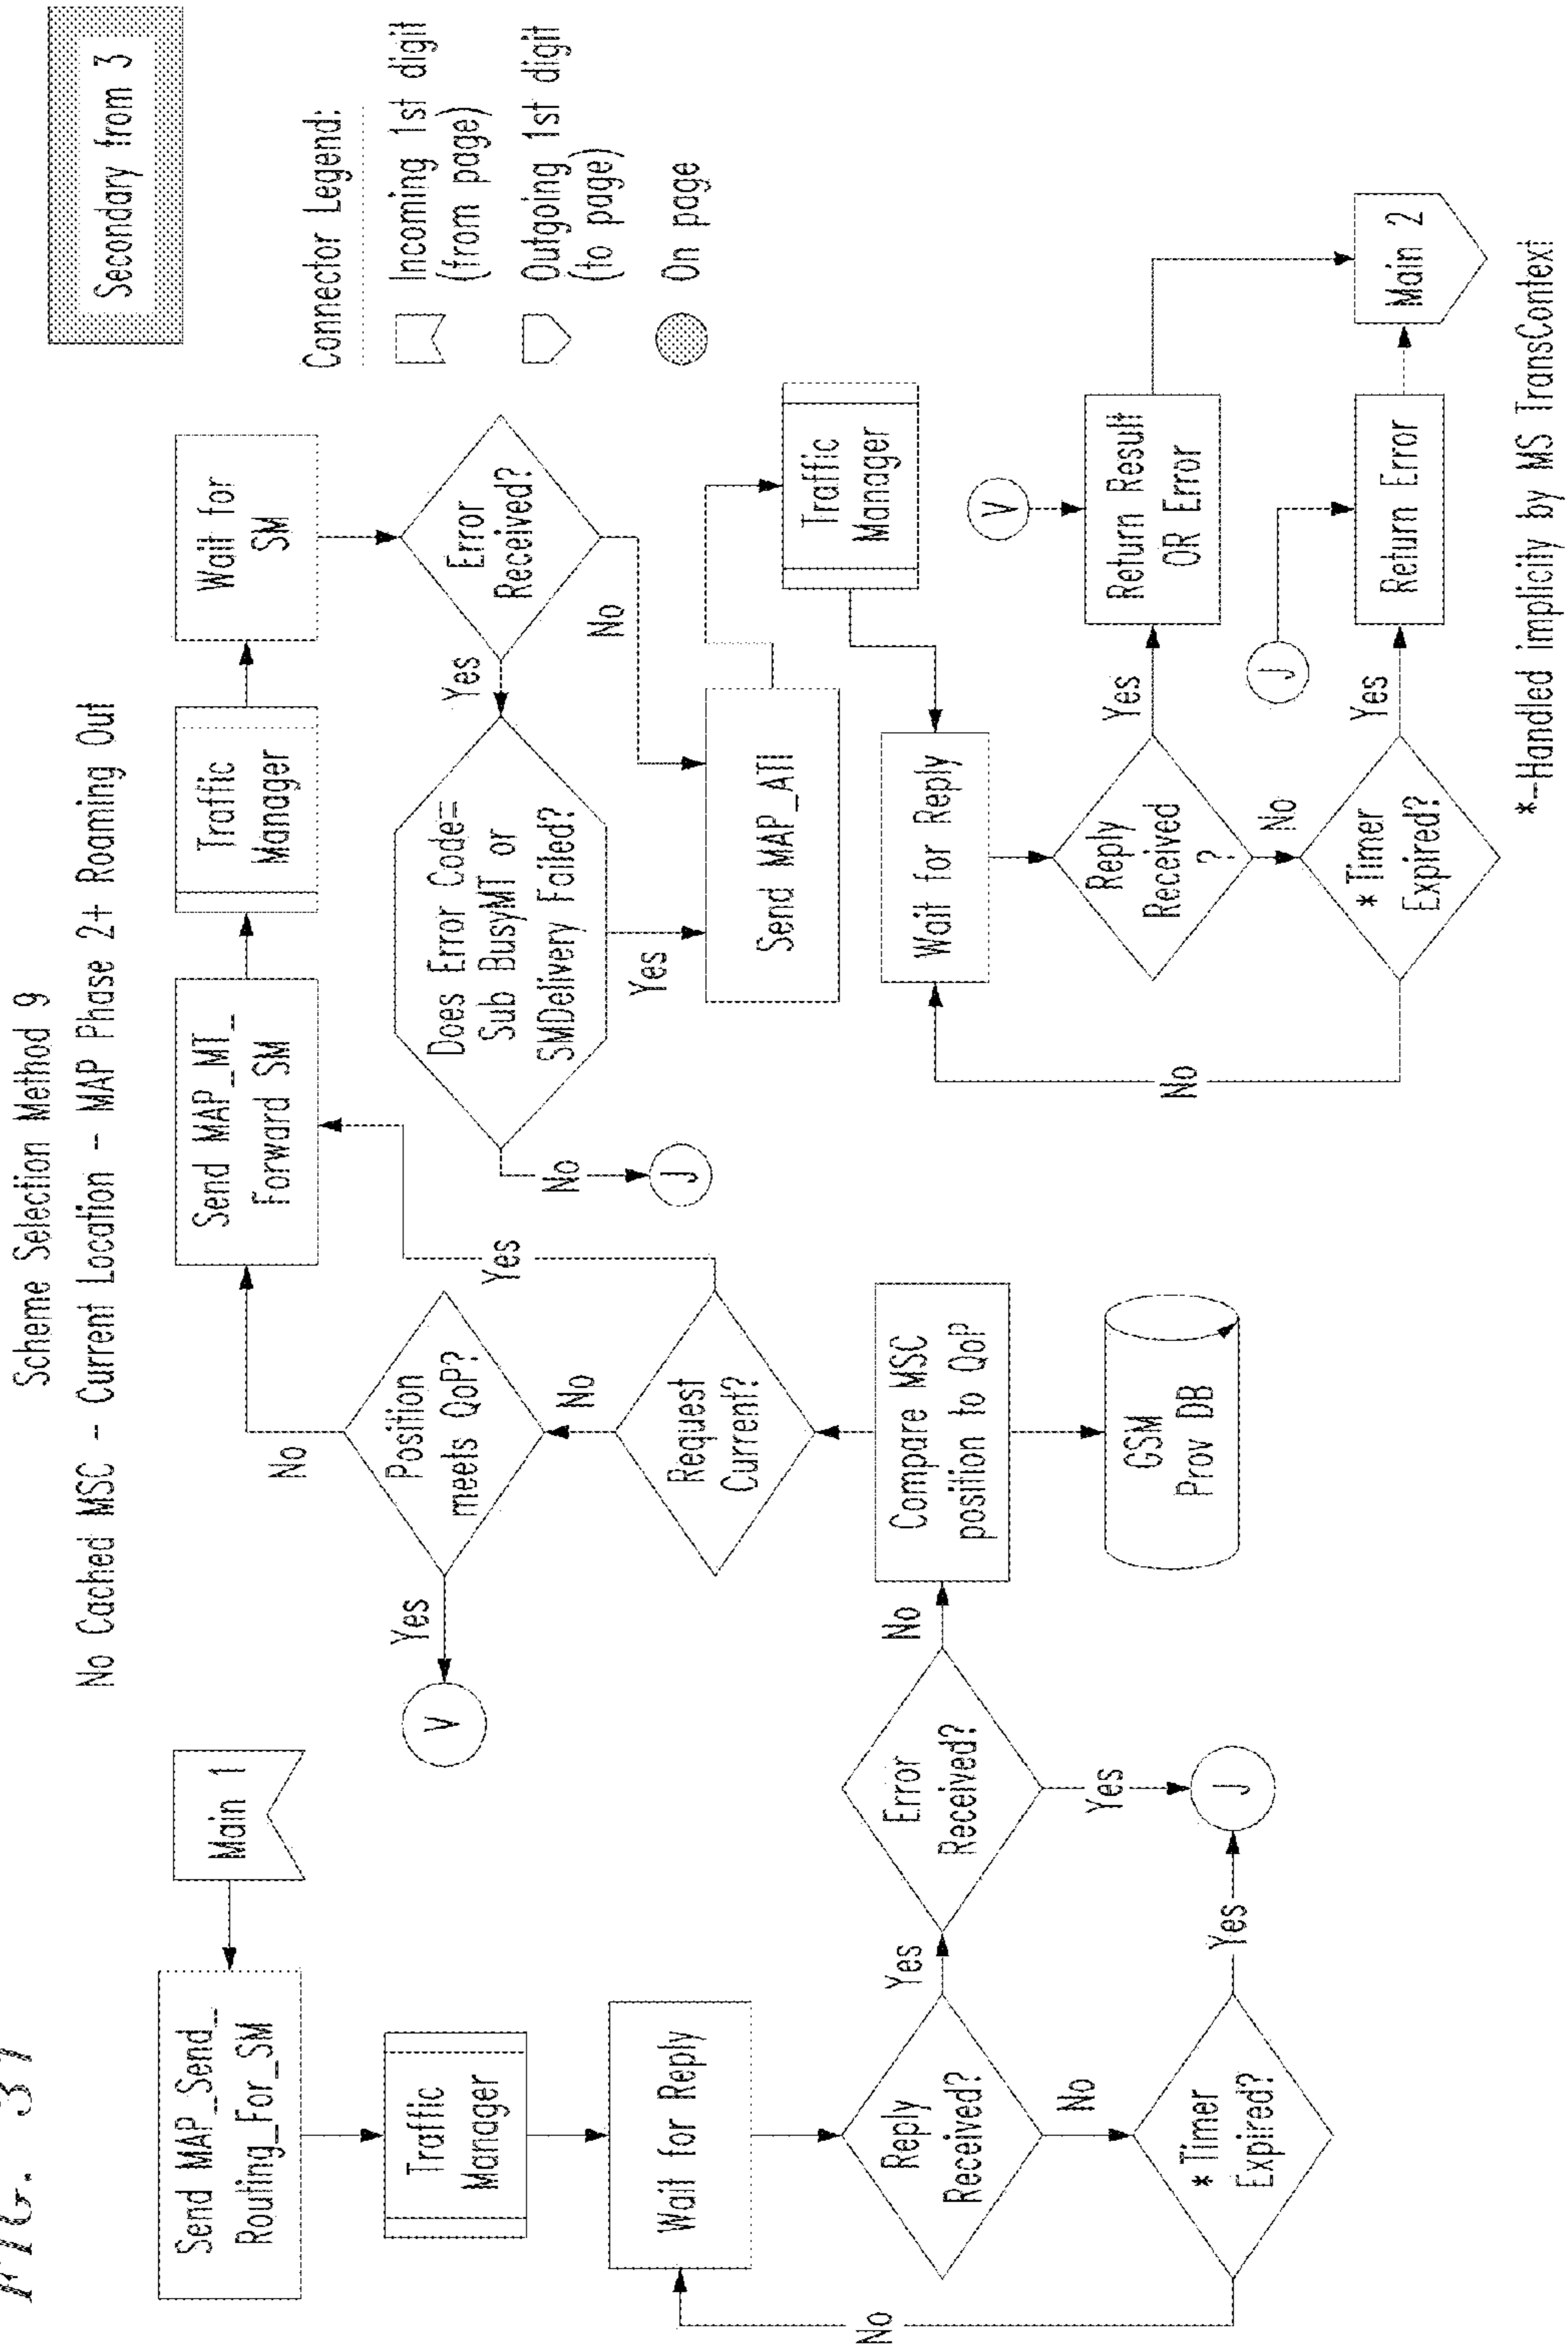 FIG. 37
Scheme Selection Method 9
No Cached MSC - Current Location - MAP Phase 2+ Roaming Out
Secondary from 3
Connector Legend:
Incoming 1st digit
(from page)
Outgoing 1st digit
(to page)
On page
Main 1
Send MAP_Send_
Routing_For_SM
Traffic
Manager
Wait for Reply
Reply
Received?
Yes
No
* Timer
Expired?
No
Yes
J
Error
Received?
Yes
No
Compare MSC
position to QoP
GSM
Prov DB
Request
Current?
No
Yes
Position
meets QoP?
Yes
V
No
Send MAP_MT_
Forward SM
Traffic
Manager
Wait for
SM
Error
Received?
Yes
No
Does Error Code=
Sub BusyMT or
SMDelivery Failed?
No
J
Yes
Send MAP_ATI
Traffic
Manager
Wait for Reply
Reply
Received
?
Yes
No
* Timer
Expired?
No
Yes
V
Return Result
OR Error
J
Return Error
Main 2
*-Handled implicity by MS TransContext